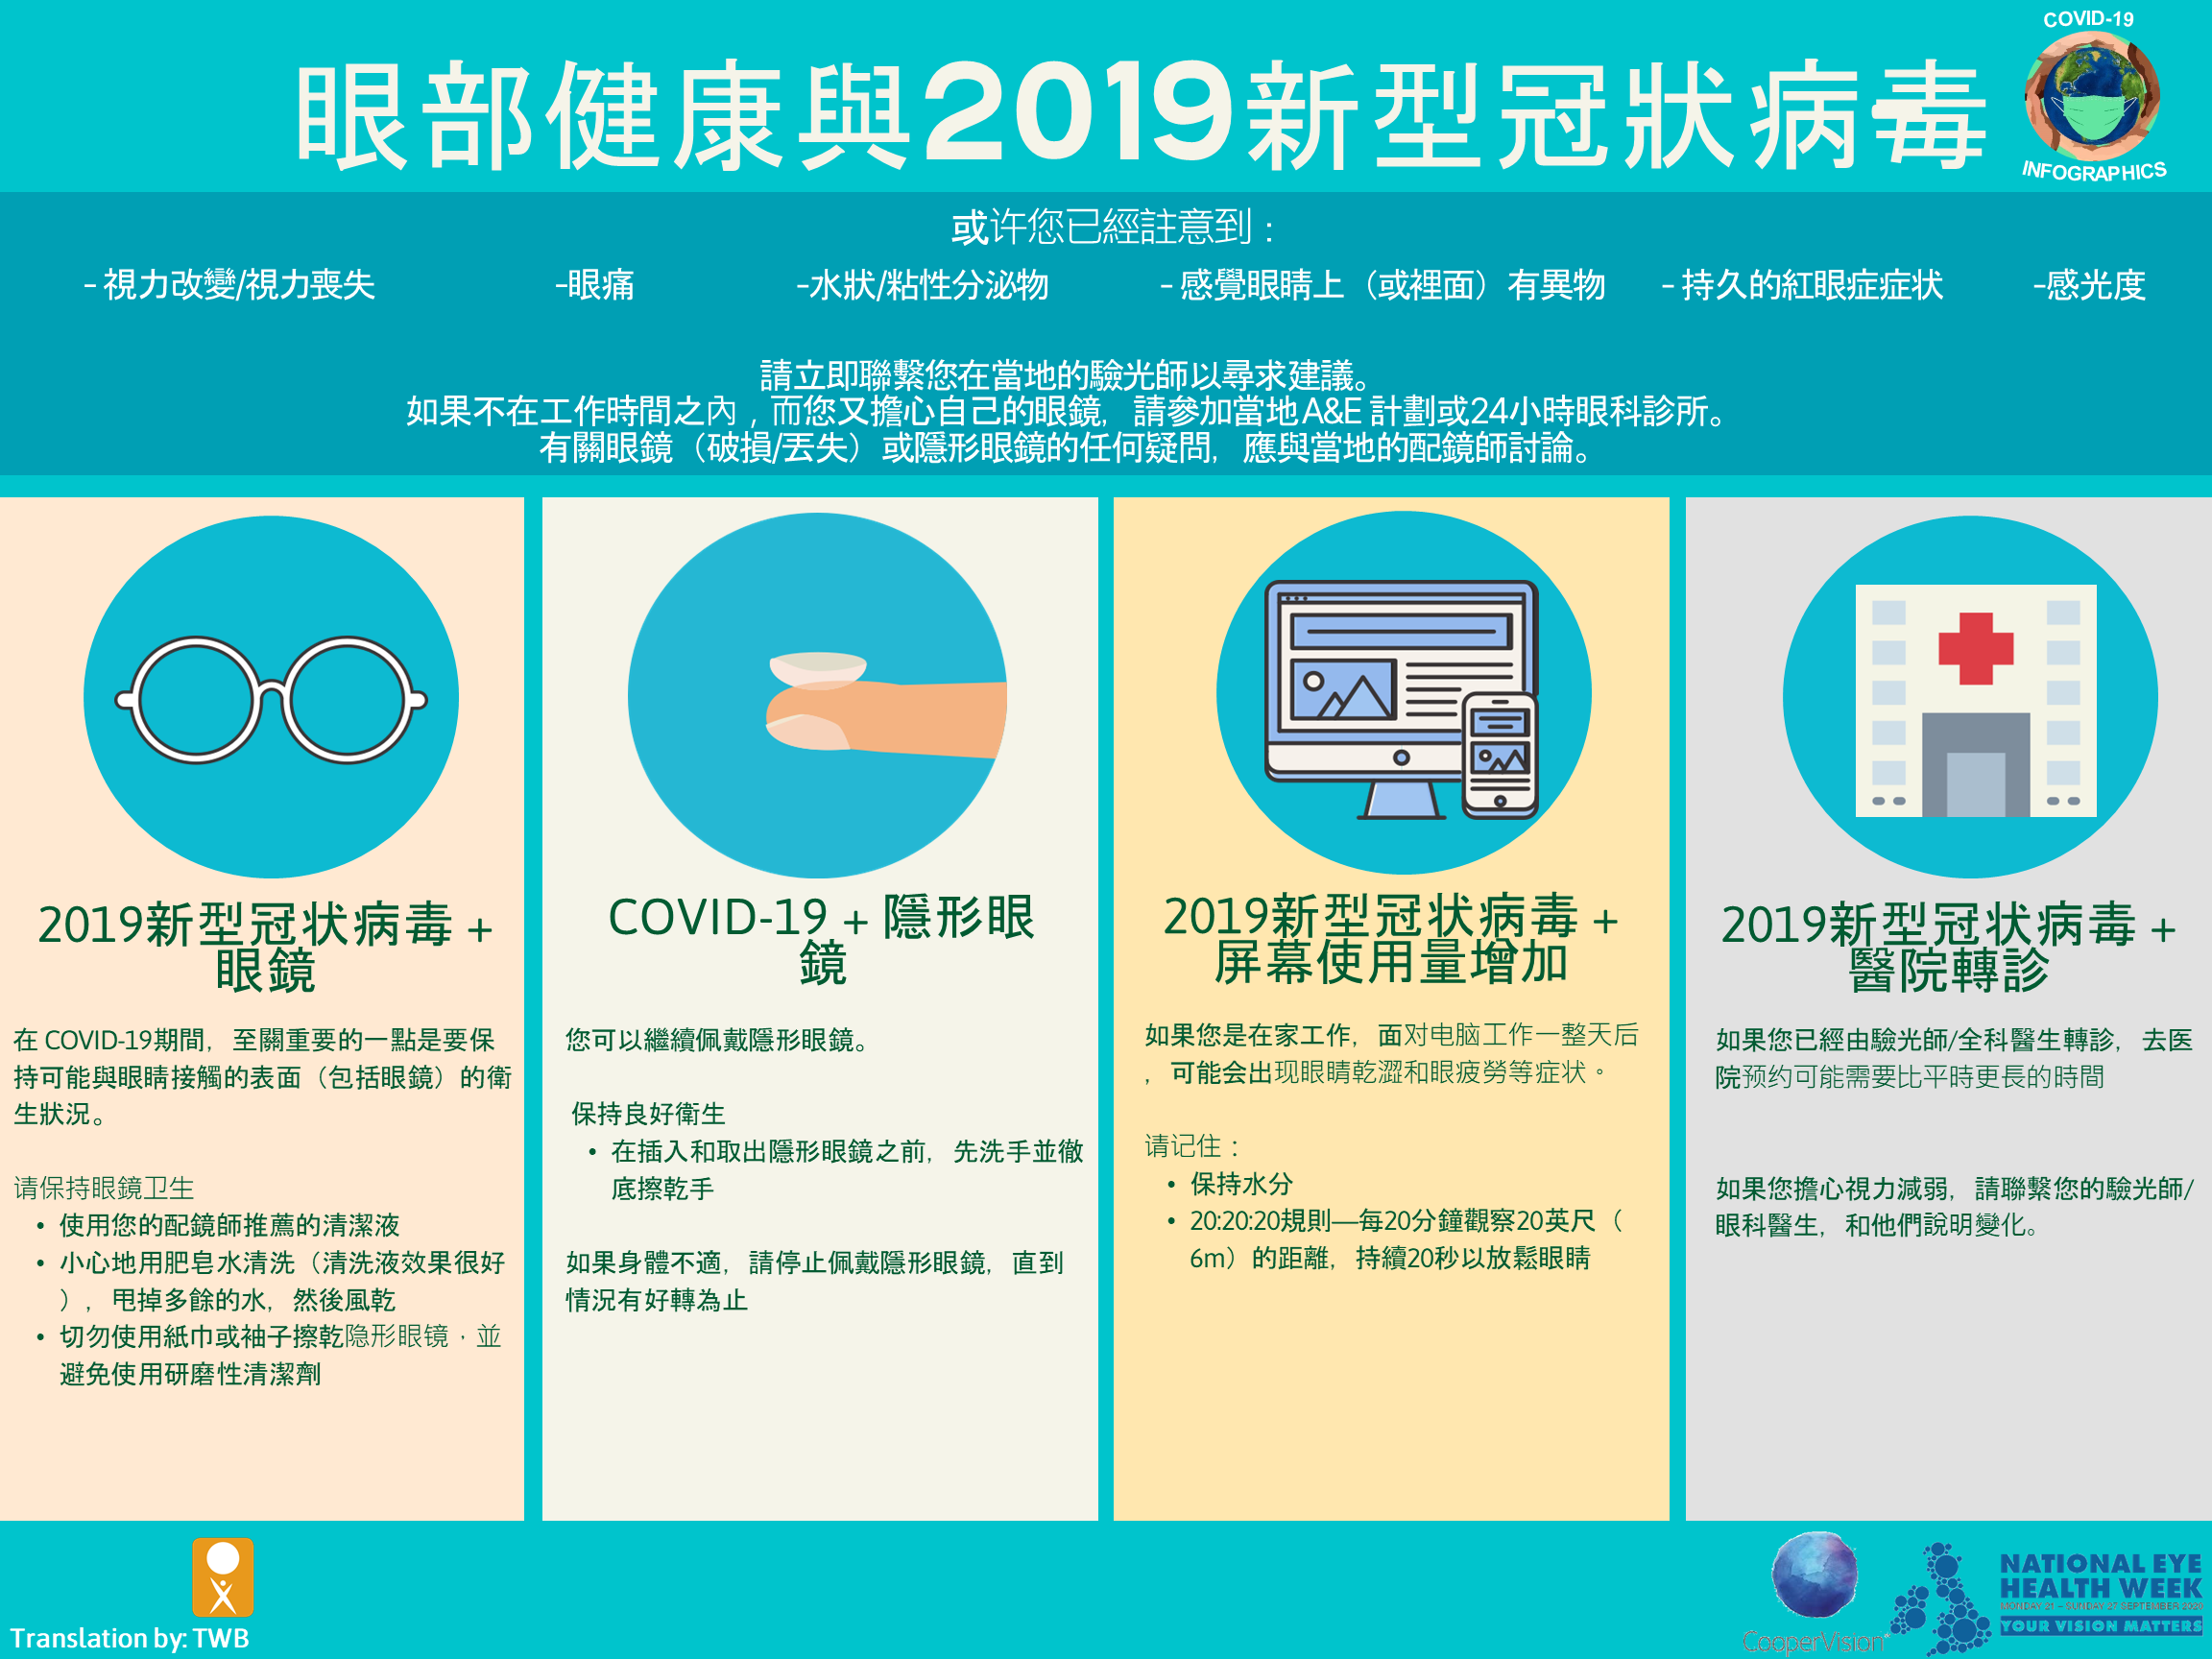 COVID-19
INFOGRAPHICS
眼部健康與2019新型冠狀病毒
或许您已經註意到：
- 視力改變/視力喪失
-眼痛
-水狀/粘性分泌物
- 感覺眼睛上（或裡面）有異物
- 持久的紅眼症症状
-感光度
請立即聯繫您在當地的驗光師以尋求建議。
如果不在工作時間之內，而您又擔心自己的眼鏡，請參加當地A&E 計劃或24小時眼科診所。
有關眼鏡（破損/丟失）或隱形眼鏡的任何疑問，應與當地的配鏡師討論。
2019新型冠状病毒 +
眼鏡
在 COVID-19期間，至關重要的一點是要保
持可能與眼睛接觸的表面（包括眼鏡）的衛
生狀況。
请保持眼鏡卫生
• 使用您的配鏡師推薦的清潔液
• 小心地用肥皂水清洗（清洗液效果很好
），甩掉多餘的水，然後風乾
• 切勿使用紙巾或袖子擦乾隐形眼镜，並
避免使用研磨性清潔劑
COVID-19 + 隱形眼
鏡
您可以繼續佩戴隱形眼鏡。
保持良好衛生
• 在插入和取出隱形眼鏡之前，先洗手並徹
底擦乾手
如果身體不適，請停止佩戴隱形眼鏡，直到
情況有好轉為止
2019新型冠状病毒 +
屏幕使用量增加
如果您是在家工作，面对电脑工作一整天后
，可能会出现眼睛乾澀和眼疲勞等症状。
请记住：
• 保持水分
• 20:20:20規則—每20分鐘觀察20英尺（
6m）的距離，持續20秒以放鬆眼睛
2019新型冠状病毒 +
醫院轉診
如果您已經由驗光師/全科醫生轉診，去医
院预约可能需要比平時更長的時間
如果您擔心視力減弱，請聯繫您的驗光師/
眼科醫生，和他們說明變化。
Translation by: TWB
CooperVision
NATIONAL EYE
HEALTH WEEK
MONDAY 21 – SUNDAY 27 SEPTEMBER 2020
YOUR VISION MATTERS